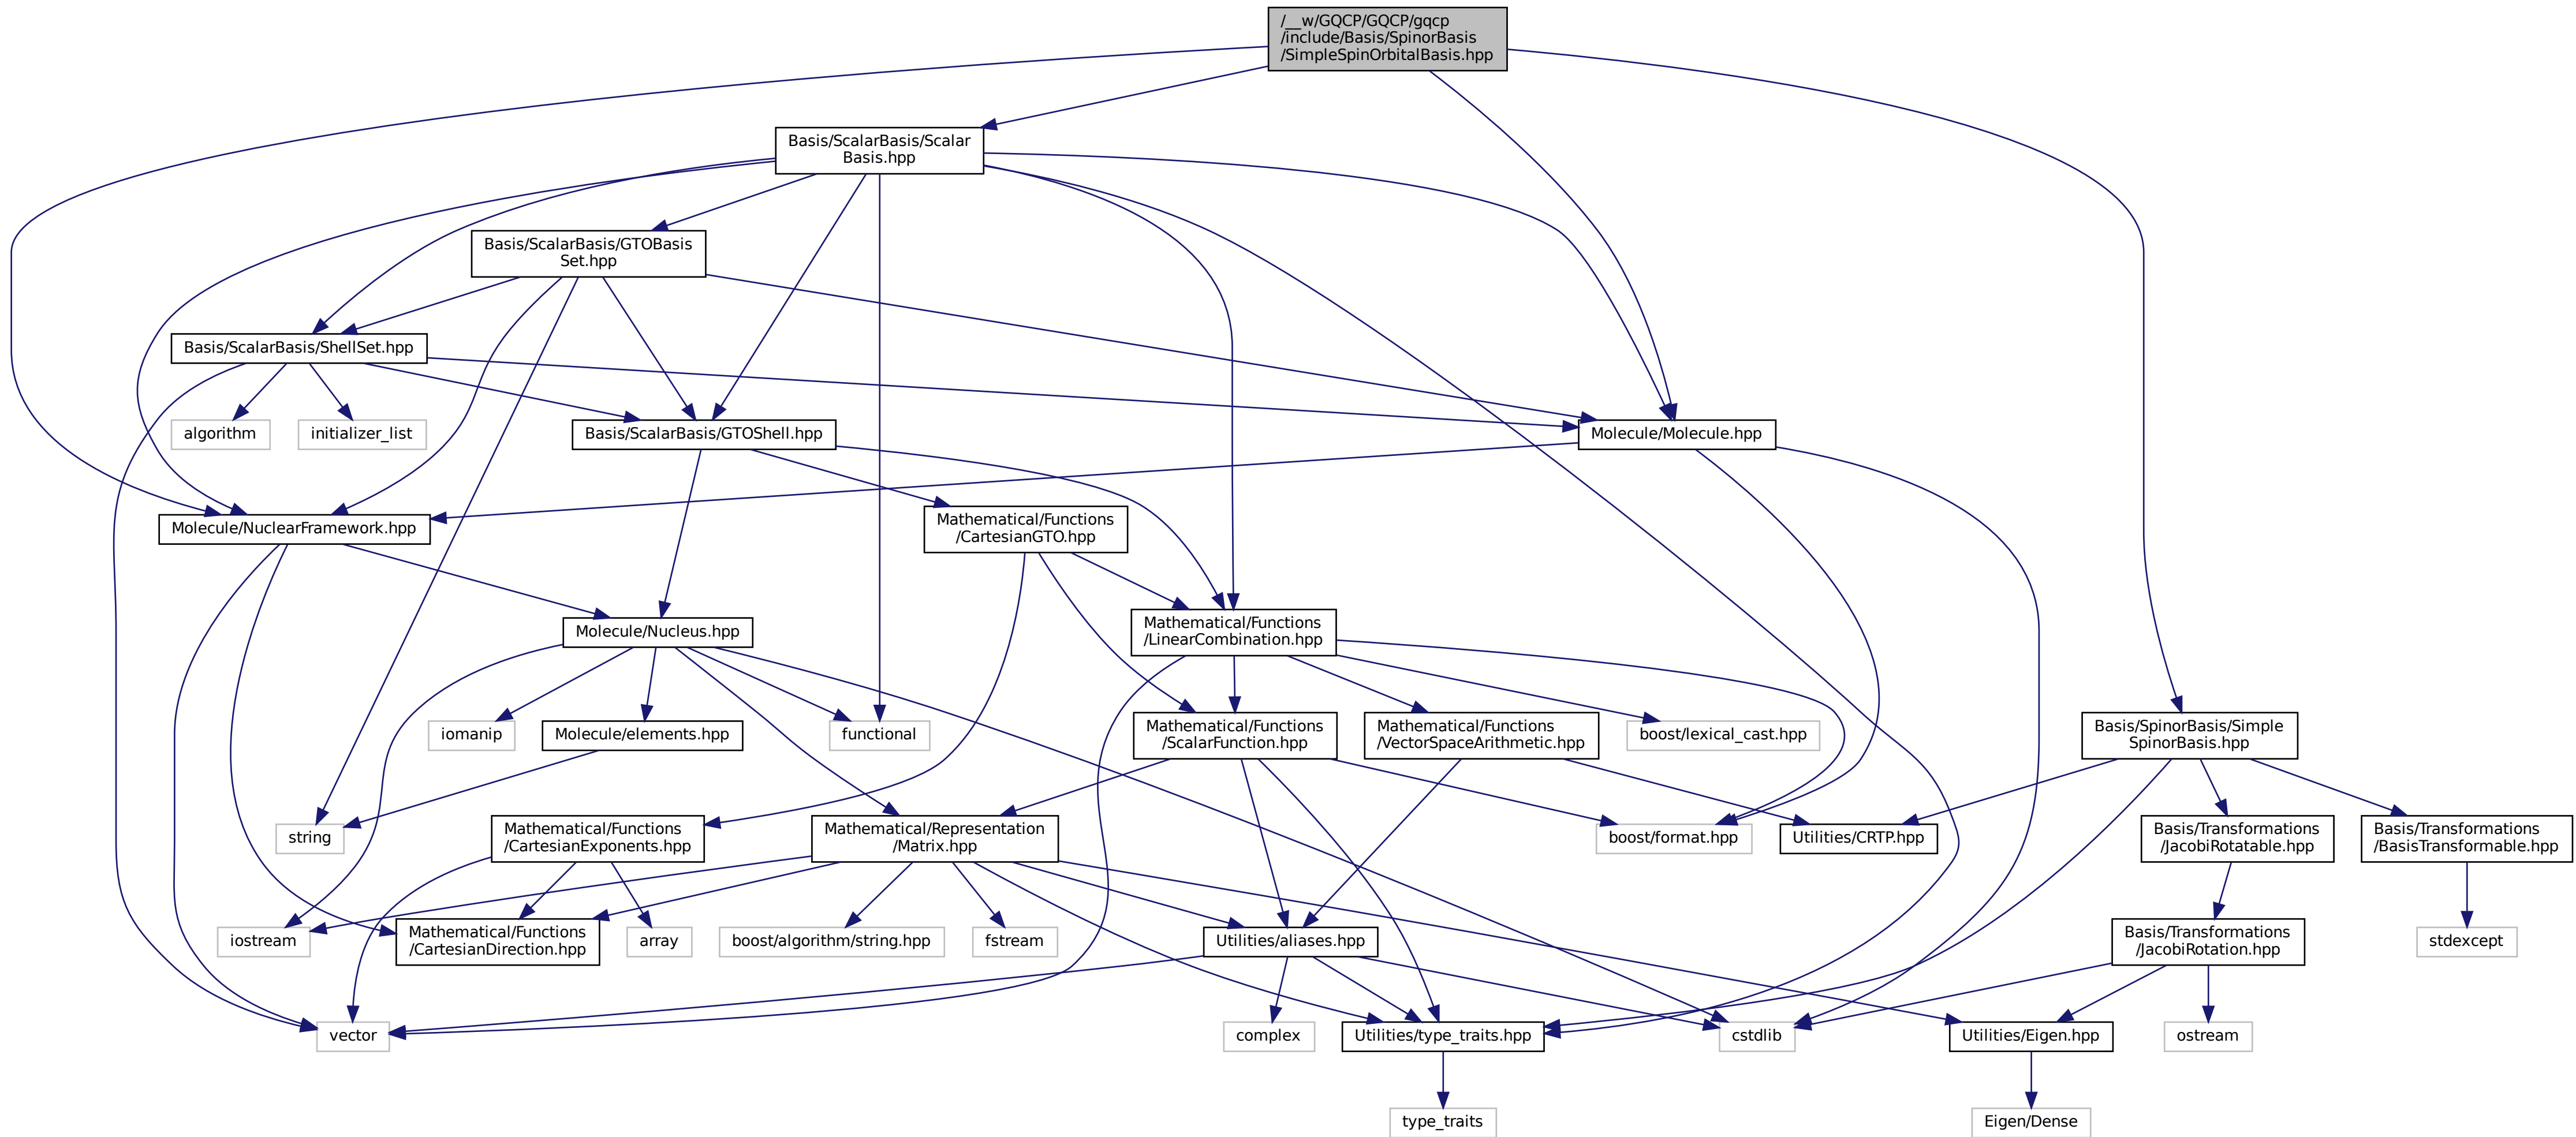 /__w/GQCP/GQCP/gqcp
/include/Basis/SpinorBasis
/SimpleSpinOrbitalBasis.hpp
Basis/ScalarBasis/Scalar
Basis.hpp
Basis/ScalarBasis/GTOBasis
Set.hpp
Basis/ScalarBasis/ShellSet.hpp
algorithm
initializer_list
Basis/ScalarBasis/GTOShell.hpp
Molecule/Molecule.hpp
Molecule/NuclearFramework.hpp
Mathematical/Functions
/CartesianGTO.hpp
Molecule/Nucleus.hpp
Mathematical/Functions
/LinearCombination.hpp
iomanip
Molecule/elements.hpp
functional
Mathematical/Functions
/ScalarFunction.hpp
Mathematical/Functions
/VectorSpaceArithmetic.hpp
boost/lexical_cast.hpp
Basis/SpinorBasis/Simple
SpinorBasis.hpp
string
Mathematical/Functions
/CartesianExponents.hpp
Mathematical/Representation
/Matrix.hpp
boost/format.hpp
Utilities/CRTP.hpp
Basis/Transformations
/JacobiRotatable.hpp
Basis/Transformations
/BasisTransformable.hpp
iostream
Mathematical/Functions
/CartesianDirection.hpp
array
boost/algorithm/string.hpp
fstream
Utilities/aliases.hpp
Basis/Transformations
/JacobiRotation.hpp
stdexcept
vector
complex
Utilities/type_traits.hpp
cstdlib
Utilities/Eigen.hpp
ostream
type_traits
Eigen/Dense